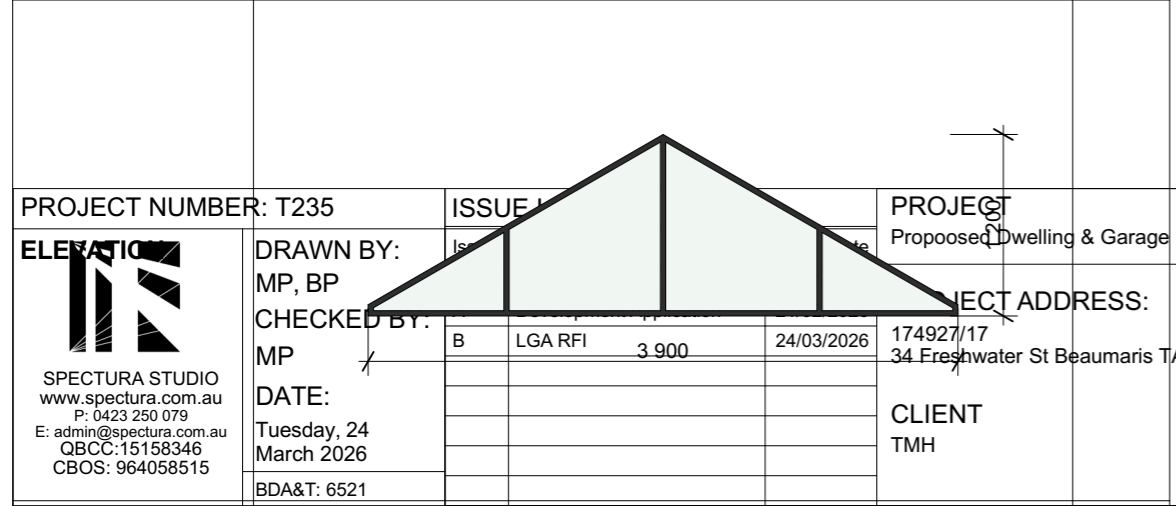 PROJECT NUMBER: T235
ELEVATION
SPECTURA STUDIO
www.spectura.com.au
P: 0423 250 079
E: admin@spectura.com.au
QBCC:15158346
CBOS: 964058515
DRAWN BY:
MP, BP
CHECKED BY:
MP
DATE:
Tuesday, 24
March 2026
BDA&T: 6521
ISSUE
B LGA RFI 24/03/2026
3 900
PROJECT
Propoosed Dwelling & Garage
ADDRESS:
174927/17
34 Freshwater St Beaumaris
CLIENT
TMH